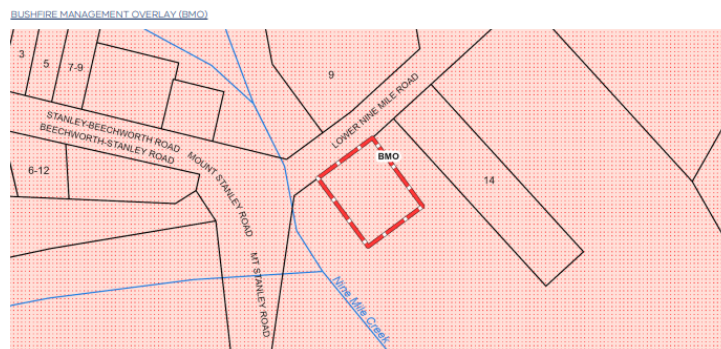 BUSHFIRE MANAGEMENT OVERLAY (BMO)
3
5
7-9
9
LOWER NINE MILE ROAD
STANLEY-BEECHWORTH ROAD
BEECHWORTH-STANLEY ROAD
BMO
6-12
MOUNT STANLEY ROAD
14
MT STANLEY ROAD
Nine Mile Creek